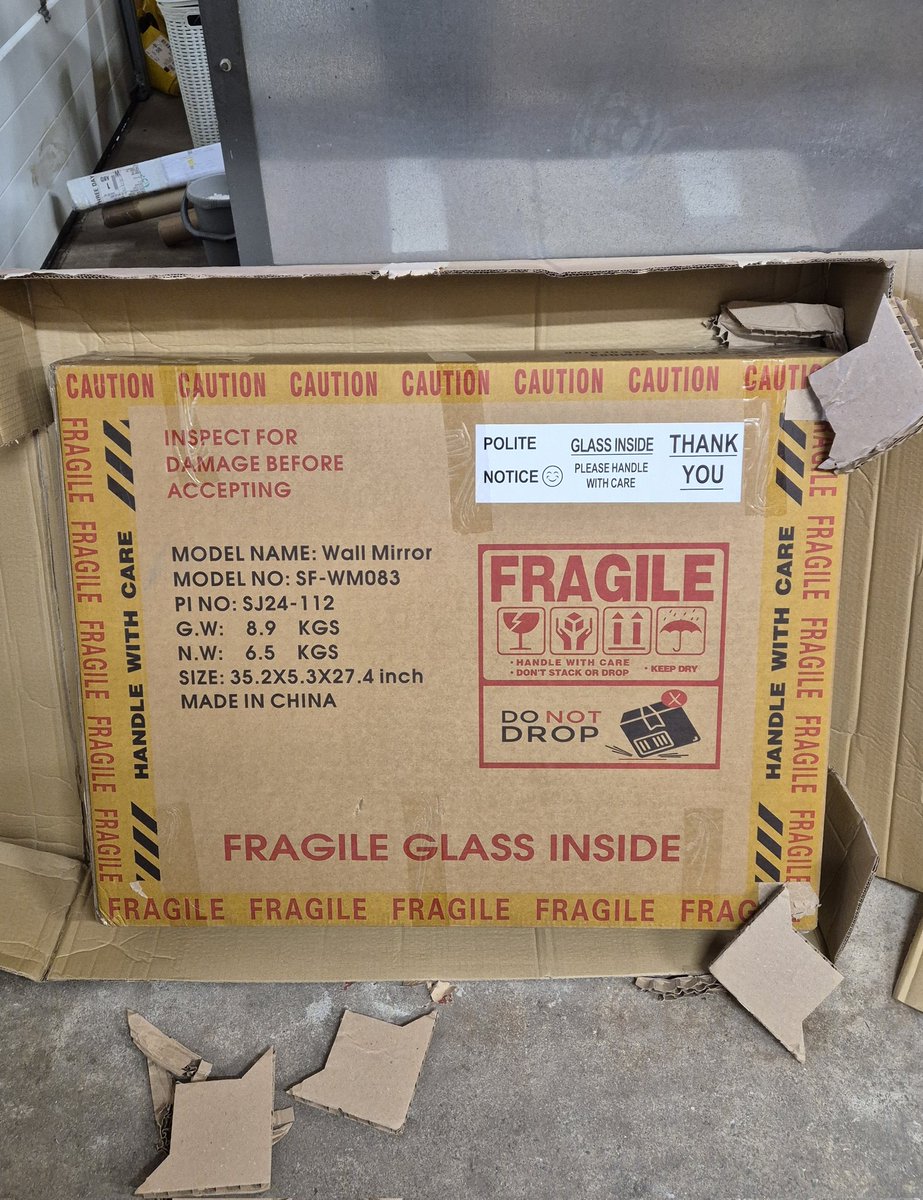 CAUTION CAUTION CAUTION CAUTION CAUTION CAUTION
INSPECT FOR
DAMAGE BEFORE
ACCEPTING
POLITE
NOTICE
GLASS INSIDE
PLEASE HANDLE
WITH CARE
THANK
YOU
MODEL NAME: Wall Mirror
MODEL NO: SF-WM083
PI NO: SJ24-112
G.W: 8.9 KGS
N.W: 6.5 KGS
SIZE: 35.2X5.3X27.4 inch
MADE IN CHINA
FRAGILE
• HANDLE WITH CARE
• DON'T STACK OR DROP
• KEEP DRY
DO NOT
DROP
FRAGILE GLASS INSIDE
FRAGILE FRAGILE FRAGILE FRAGILE
FRAGILE FRAGILE FRAGILE FRAGILE FRAGILE
HANDLE WITH CARE
HANDLE WITH CARE
FRAGILE FRAGILE FRAGILE FRAGILE